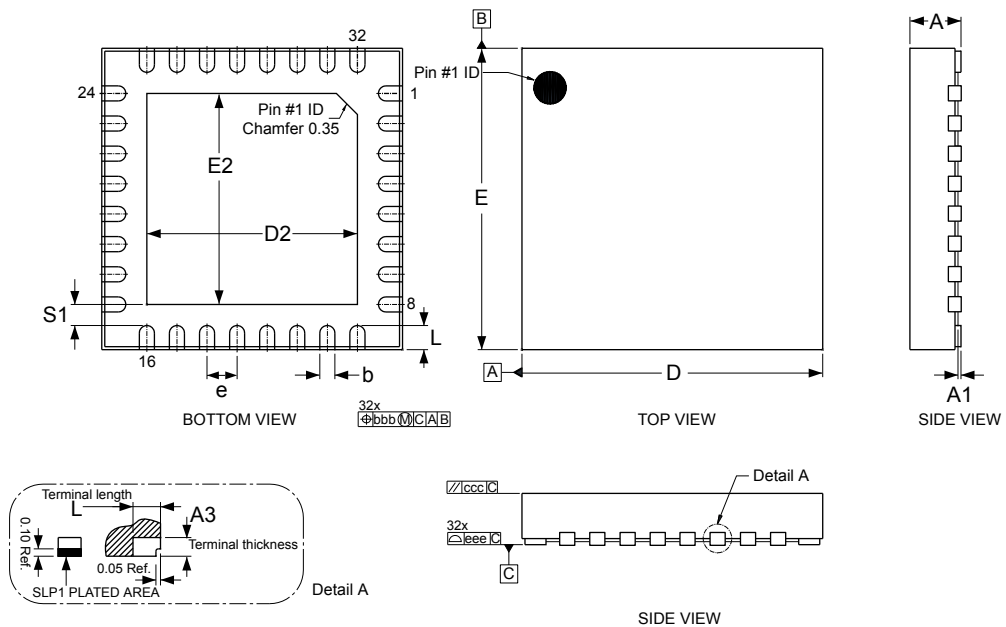 32
24
1
Pin #1 ID
Chamfer 0.35
E2
D2
S1
8
L
16
e
b
BOTTOM VIEW
32x
⌖ bbb Ⓜ C A B
B
Pin #1 ID
E
A
D
TOP VIEW
A
A1
SIDE VIEW
Terminal length
L
A3
Terminal thickness
0.10 Ref.
0.05 Ref.
SLP1 PLATED AREA
Detail A
Detail A
// ccc C
32x
⌓ eee C
C
SIDE VIEW